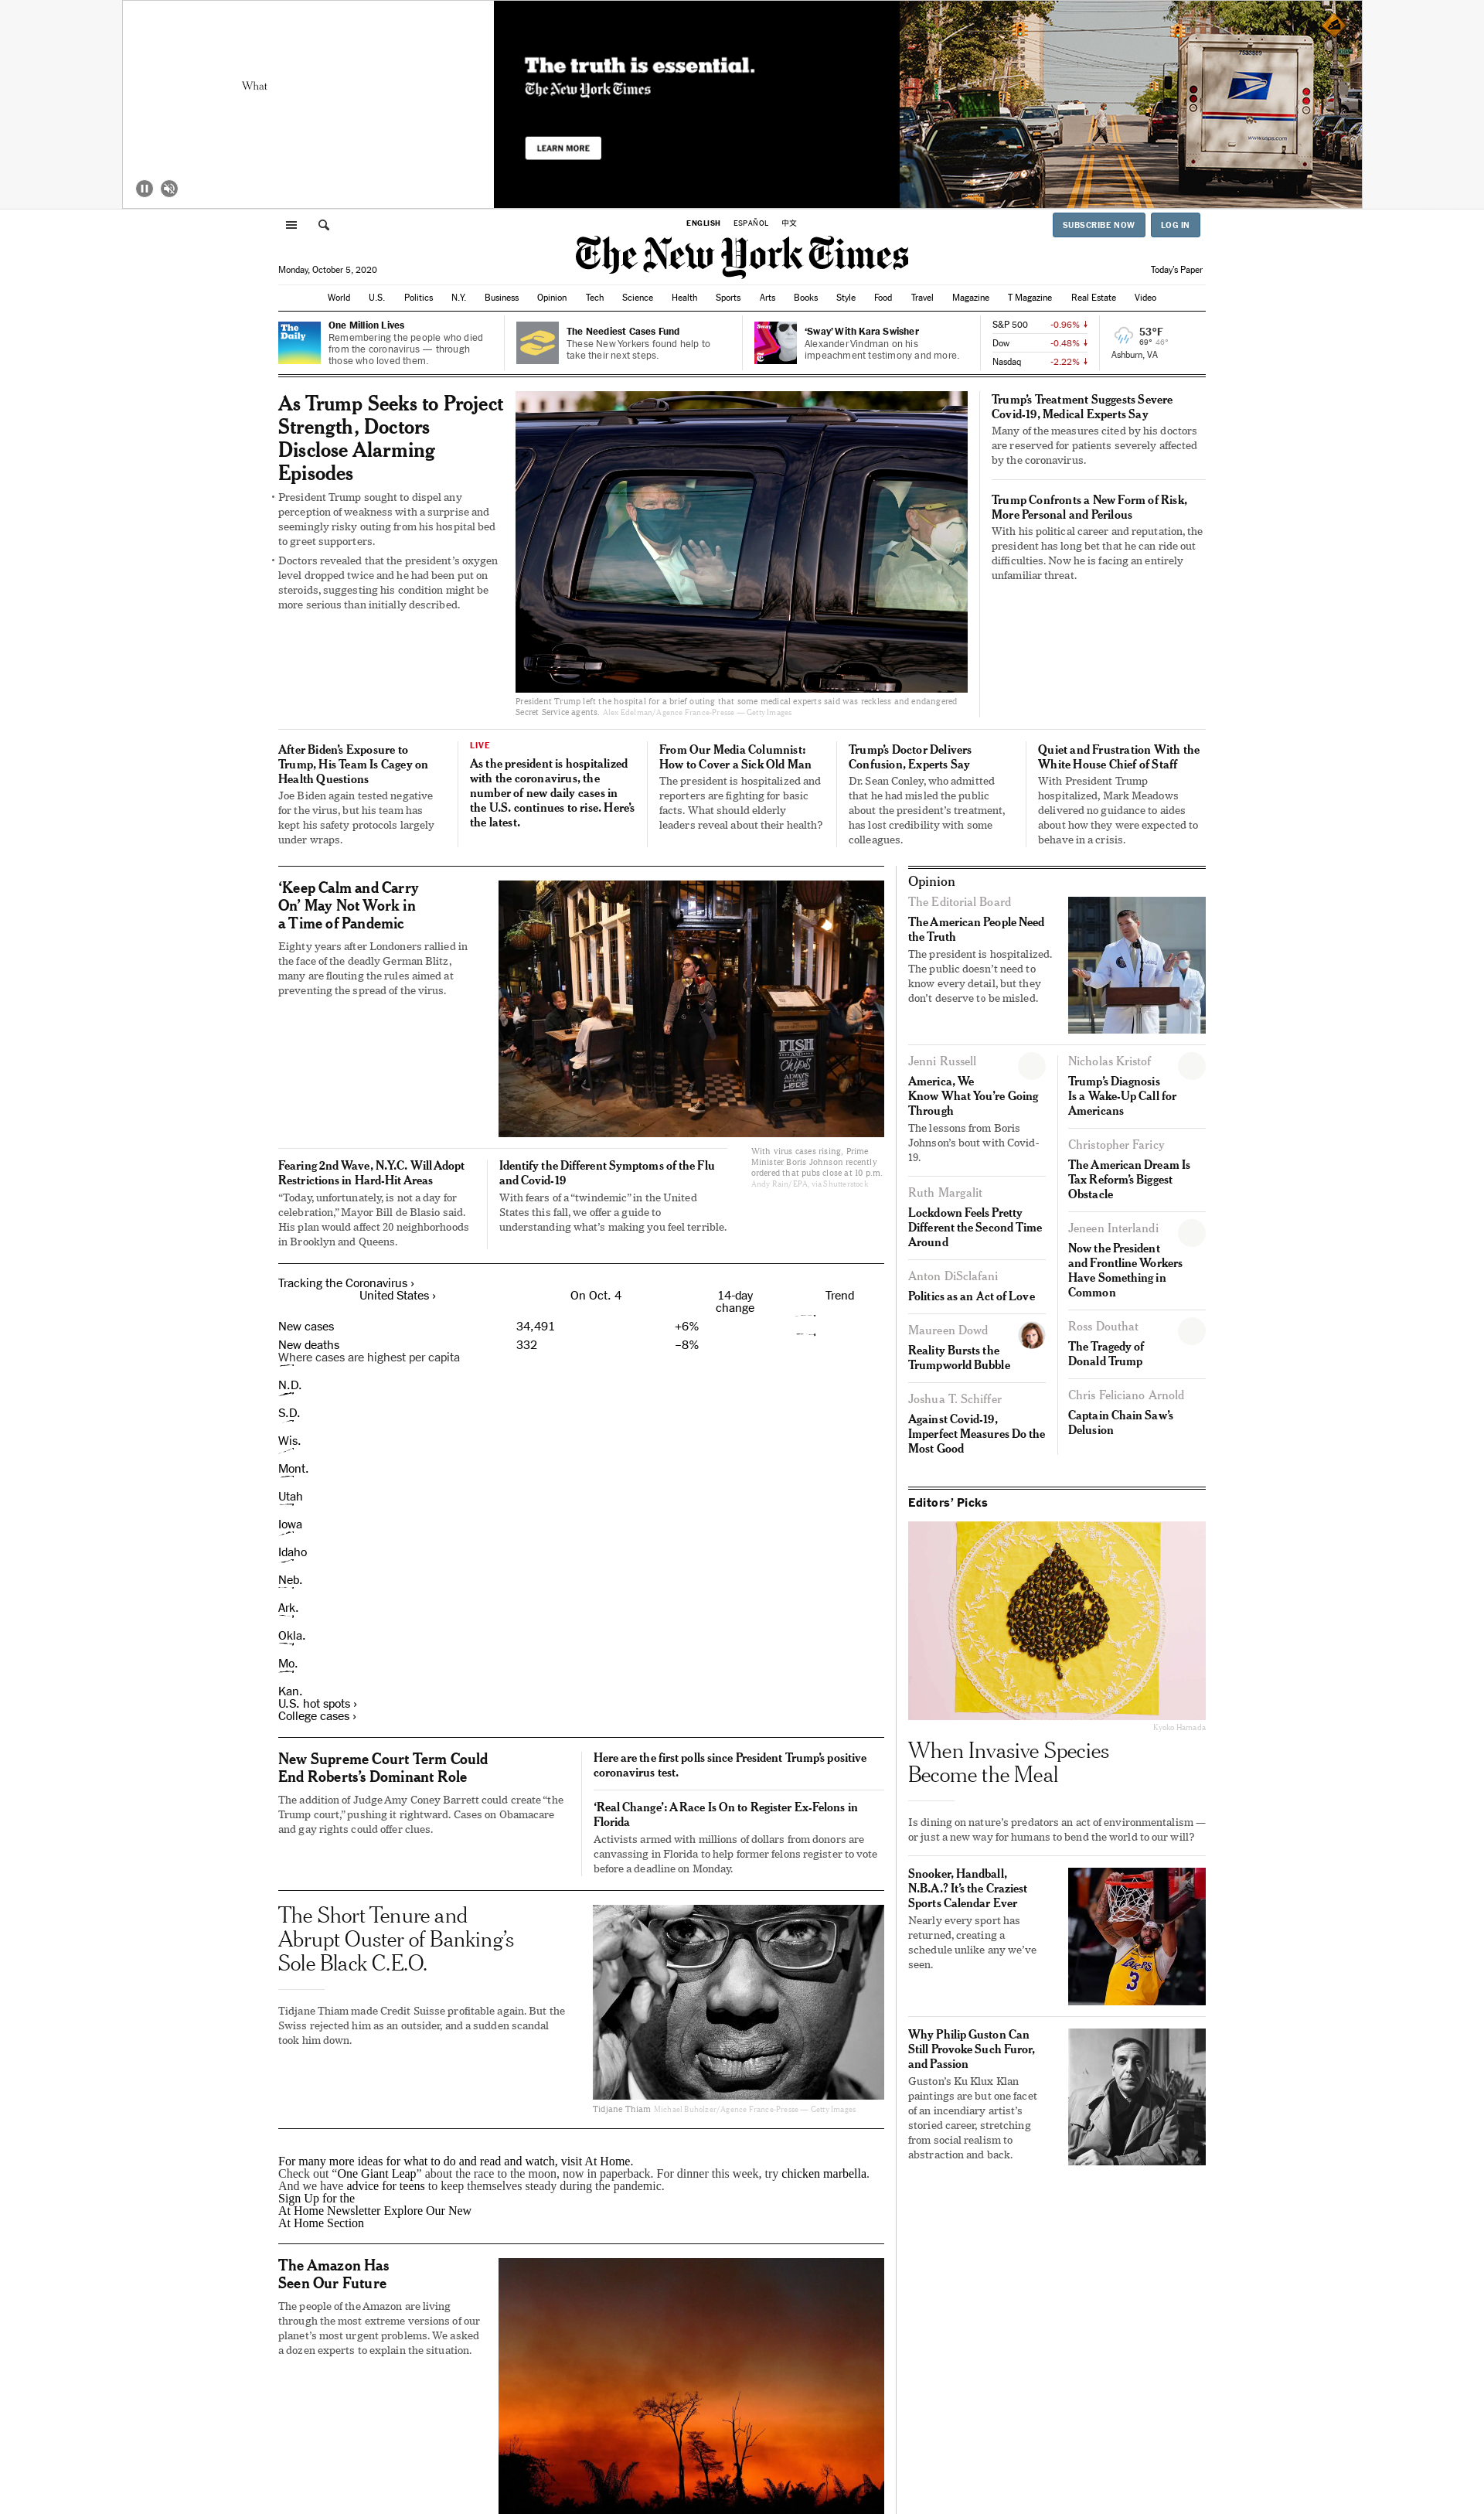 What
The truth is essential.
The New York Times
LEARN MORE
www.usps.com
ENGLISH ESPAÑOL 中文
SUBSCRIBE NOW LOG IN
The New York Times
Monday, October 5, 2020
Today's Paper
World U.S. Politics N.Y. Business Opinion Tech Science Health Sports Arts Books Style Food Travel Magazine T Magazine Real Estate Video
The
Daily
One Million Lives
Remembering the people who died
from the coronavirus — through
those who loved them.
The Neediest Cases Fund
These New Yorkers found help to
take their next steps.
Sway
‘Sway’ With Kara Swisher
Alexander Vindman on his
impeachment testimony and more.
S&P 500 -0.96% ↓
Dow -0.48% ↓
Nasdaq -2.22% ↓
53°F
69° 46°
Ashburn, VA
As Trump Seeks to Project
Strength, Doctors
Disclose Alarming
Episodes
• President Trump sought to dispel any
perception of weakness with a surprise and
seemingly risky outing from his hospital bed
to greet supporters.
• Doctors revealed that the president’s oxygen
level dropped twice and he had been put on
steroids, suggesting his condition might be
more serious than initially described.
President Trump left the hospital for a brief outing that some medical experts said was reckless and endangered
Secret Service agents. Alex Edelman/Agence France-Presse — Getty Images
Trump’s Treatment Suggests Severe
Covid-19, Medical Experts Say
Many of the measures cited by his doctors
are reserved for patients severely affected
by the coronavirus.
Trump Confronts a New Form of Risk,
More Personal and Perilous
With his political career and reputation, the
president has long bet that he can ride out
difficulties. Now he is facing an entirely
unfamiliar threat.
After Biden’s Exposure to
Trump, His Team Is Cagey on
Health Questions
Joe Biden again tested negative
for the virus, but his team has
kept his safety protocols largely
under wraps.
LIVE
As the president is hospitalized
with the coronavirus, the
number of new daily cases in
the U.S. continues to rise. Here’s
the latest.
From Our Media Columnist:
How to Cover a Sick Old Man
The president is hospitalized and
reporters are fighting for basic
facts. What should elderly
leaders reveal about their health?
Trump’s Doctor Delivers
Confusion, Experts Say
Dr. Sean Conley, who admitted
that he had misled the public
about the president’s treatment,
has lost credibility with some
colleagues.
Quiet and Frustration With the
White House Chief of Staff
With President Trump
hospitalized, Mark Meadows
delivered no guidance to aides
about how they were expected to
behave in a crisis.
‘Keep Calm and Carry
On’ May Not Work in
a Time of Pandemic
Eighty years after Londoners rallied in
the face of the deadly German Blitz,
many are flouting the rules aimed at
preventing the spread of the virus.
FISH
AND
Chips
ALWAYS
HERE
With virus cases rising, Prime
Minister Boris Johnson recently
ordered that pubs close at 10 p.m.
Andy Rain/EPA, via Shutterstock
Fearing 2nd Wave, N.Y.C. Will Adopt
Restrictions in Hard-Hit Areas
“Today, unfortunately, is not a day for
celebration,” Mayor Bill de Blasio said.
His plan would affect 20 neighborhoods
in Brooklyn and Queens.
Identify the Different Symptoms of the Flu
and Covid-19
With fears of a “twindemic” in the United
States this fall, we offer a guide to
understanding what’s making you feel terrible.
Tracking the Coronavirus ›
United States › On Oct. 4 14-day
change Trend
New cases 34,491 +6%
New deaths 332 –8%
Where cases are highest per capita
N.D.
S.D.
Wis.
Mont.
Utah
Iowa
Idaho
Neb.
Ark.
Okla.
Mo.
Kan.
U.S. hot spots ›
College cases ›
New Supreme Court Term Could
End Roberts’s Dominant Role
The addition of Judge Amy Coney Barrett could create “the
Trump court,” pushing it rightward. Cases on Obamacare
and gay rights could offer clues.
Here are the first polls since President Trump’s positive
coronavirus test.
‘Real Change’: A Race Is On to Register Ex-Felons in
Florida
Activists armed with millions of dollars from donors are
canvassing in Florida to help former felons register to vote
before a deadline on Monday.
The Short Tenure and
Abrupt Ouster of Banking’s
Sole Black C.E.O.
Tidjane Thiam made Credit Suisse profitable again. But the
Swiss rejected him as an outsider, and a sudden scandal
took him down.
Tidjane Thiam Michael Buholzer/Agence France-Presse — Getty Images
For many more ideas for what to do and read and watch, visit At Home.
Check out “One Giant Leap” about the race to the moon, now in paperback. For dinner this week, try chicken marbella.
And we have advice for teens to keep themselves steady during the pandemic.
Sign Up for the
At Home Newsletter Explore Our New
At Home Section
The Amazon Has
Seen Our Future
The people of the Amazon are living
through the most extreme versions of our
planet’s most urgent problems. We asked
a dozen experts to explain the situation.
Opinion
The Editorial Board
The American People Need
the Truth
The president is hospitalized.
The public doesn’t need to
know every detail, but they
don’t deserve to be misled.
Jenni Russell
America, We
Know What You’re Going
Through
The lessons from Boris
Johnson’s bout with Covid-
19.
Ruth Margalit
Lockdown Feels Pretty
Different the Second Time
Around
Anton DiSclafani
Politics as an Act of Love
Maureen Dowd
Reality Bursts the
Trumpworld Bubble
Joshua T. Schiffer
Against Covid-19,
Imperfect Measures Do the
Most Good
Nicholas Kristof
Trump’s Diagnosis
Is a Wake-Up Call for
Americans
Christopher Faricy
The American Dream Is
Tax Reform’s Biggest
Obstacle
Jeneen Interlandi
Now the President
and Frontline Workers
Have Something in
Common
Ross Douthat
The Tragedy of
Donald Trump
Chris Feliciano Arnold
Captain Chain Saw’s
Delusion
Editors’ Picks
Kyoko Hamada
When Invasive Species
Become the Meal
Is dining on nature’s predators an act of environmentalism —
or just a new way for humans to bend the world to our will?
Snooker, Handball,
N.B.A.? It’s the Craziest
Sports Calendar Ever
Nearly every sport has
returned, creating a
schedule unlike any we’ve
seen.
3
Why Philip Guston Can
Still Provoke Such Furor,
and Passion
Guston’s Ku Klux Klan
paintings are but one facet
of an incendiary artist’s
storied career, stretching
from social realism to
abstraction and back.